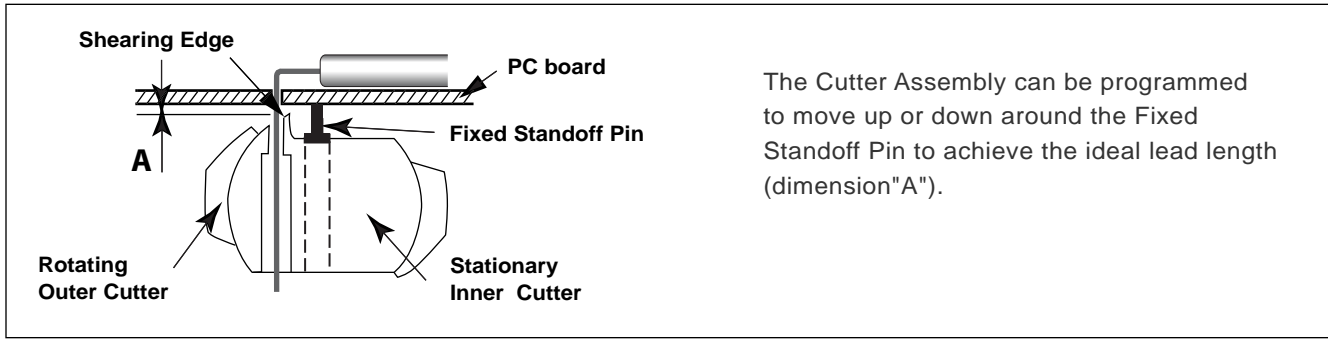 Shearing Edge
PC board
Fixed Standoff Pin
A
Rotating
Outer Cutter
Stationary
Inner Cutter
The Cutter Assembly can be programmed
to move up or down around the Fixed
Standoff Pin to achieve the ideal lead length
(dimension"A").